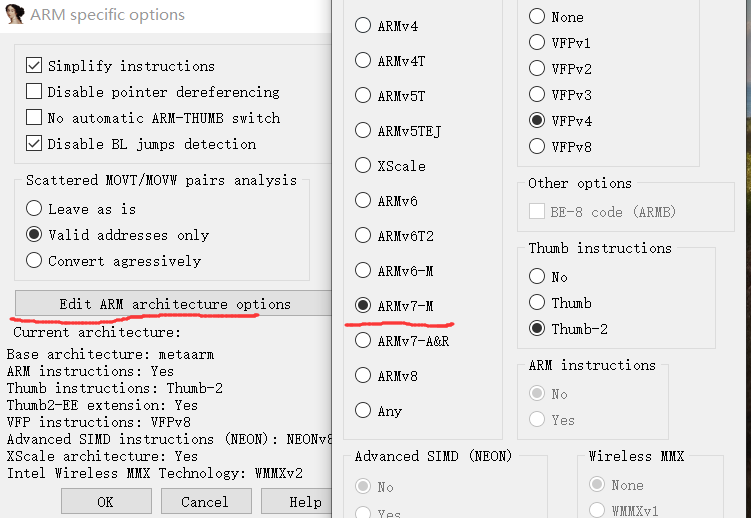 ARM specific options
Simplify instructions
Disable pointer dereferencing
No automatic ARM-THUMB switch
Disable BL jumps detection
Scattered MOVT/MOVW pairs analysis
Leave as is
Valid addresses only
Convert agressively
Edit ARM architecture options
Current architecture:
Base architecture: metaarm
ARM instructions: Yes
Thumb instructions: Thumb-2
Thumb2-EE extension: Yes
VFP instructions: VFPv8
Advanced SIMD instructions (NEON): NEONv8
XScale architecture: Yes
Intel Wireless MMX Technology: WMMXv2
OK
Cancel
Help
ARMv4
ARMv4T
ARMv5T
ARMv5TEJ
XScale
ARMv6
ARMv6T2
ARMv6-M
ARMv7-M
ARMv7-A&R
ARMv8
Any
Advanced SIMD (NEON)
No
Yes
None
VFPv1
VFPv2
VFPv3
VFPv4
VFPv8
Other options
BE-8 code (ARMB)
Thumb instructions
No
Thumb
Thumb-2
ARM instructions
No
Yes
Wireless MMX
None
WMMXv1